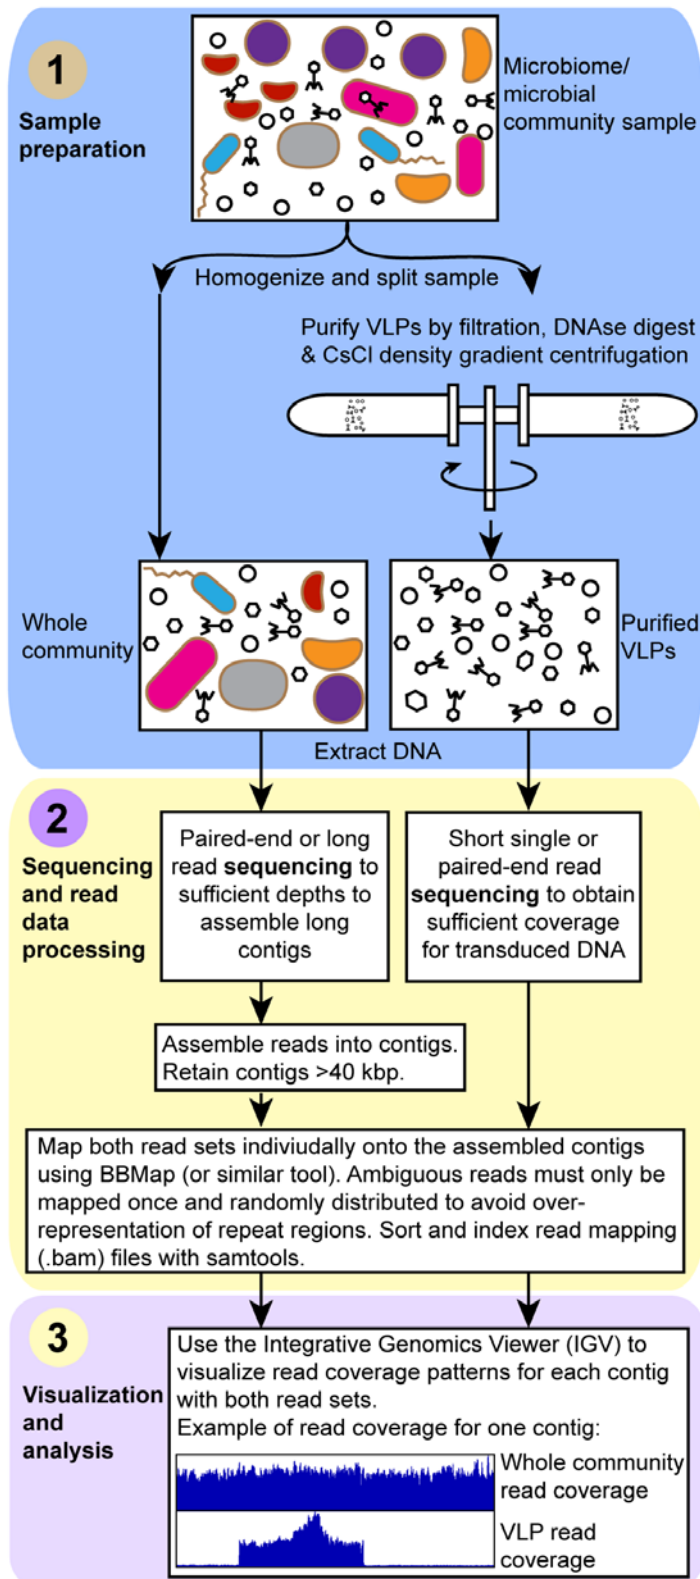 1
Sample
preparation
Microbiome/
microbial
community sample
Homogenize and split sample
Purify VLPs by filtration, DNAse digest
& CsCl density gradient centrifugation
Whole
community
Purified
VLPs
Extract DNA
2
Sequencing
and read
data
processing
Paired-end or long
read sequencing to
sufficient depths to
assemble long
contigs
Short single or
paired-end read
sequencing to obtain
sufficient coverage
for transduced DNA
Assemble reads into contigs.
Retain contigs >40 kbp.
Map both read sets indiviudally onto the assembled contigs
using BBMap (or similar tool). Ambiguous reads must only be
mapped once and randomly distributed to avoid over-
representation of repeat regions. Sort and index read mapping
(.bam) files with samtools.
3
Visualization
and
analysis
Use the Integrative Genomics Viewer (IGV) to
visualize read coverage patterns for each contig
with both read sets.
Example of read coverage for one contig:
Whole community
read coverage
VLP read
coverage